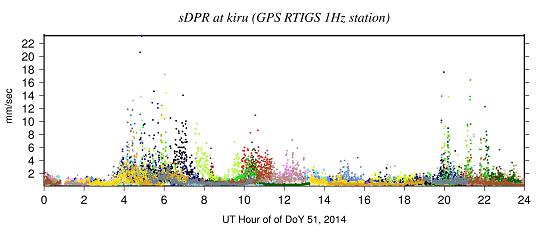 sDPR at kiru (GPS RTIGS 1Hz station)
mm/sec
22
20
18
16
14
12
10
8
6
4
2
0 2 4 6 8 10 12 14 16 18 20 22 24
UT Hour of of DoY 51, 2014